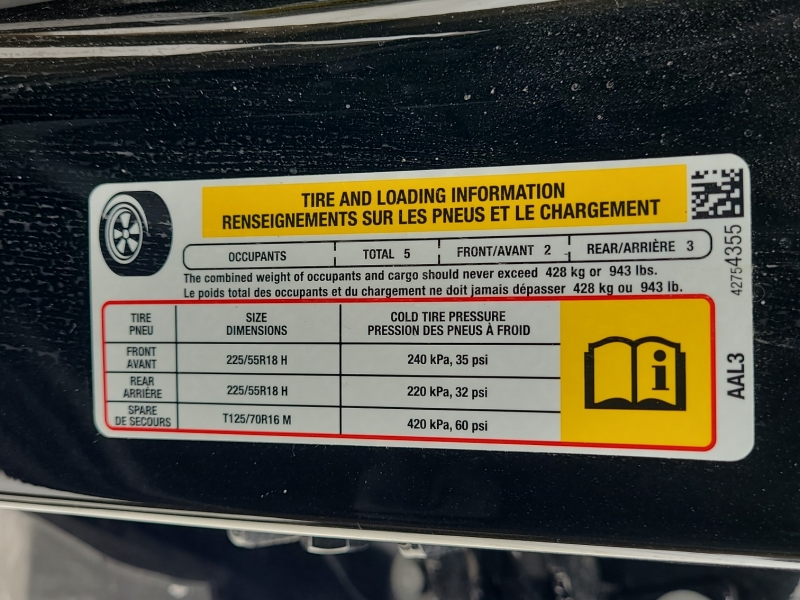 TIRE AND LOADING INFORMATION
RENSEIGNEMENTS SUR LES PNEUS ET LE CHARGEMENT
OCCUPANTS TOTAL 5 FRONT/AVANT 2 REAR/ARRIÈRE 3
The combined weight of occupants and cargo should never exceed 428 kg or 943 lbs.
Le poids total des occupants et du chargement ne doit jamais dépasser 428 kg ou 943 lb.
TIRE
PNEU
SIZE
DIMENSIONS
COLD TIRE PRESSURE
PRESSION DES PNEUS À FROID
FRONT
AVANT
225/55R18 H
240 kPa, 35 psi
REAR
ARRIÈRE
225/55R18 H
220 kPa, 32 psi
SPARE
DE SECOURS
T125/70R16 M
420 kPa, 60 psi
42754355
AAL3